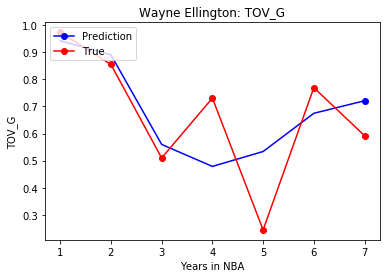 Wayne Ellington: TOV_G
Prediction
True
TOV_G
1.0
0.9
0.8
0.7
0.6
0.5
0.4
0.3
1 2 3 4 5 6 7
Years in NBA